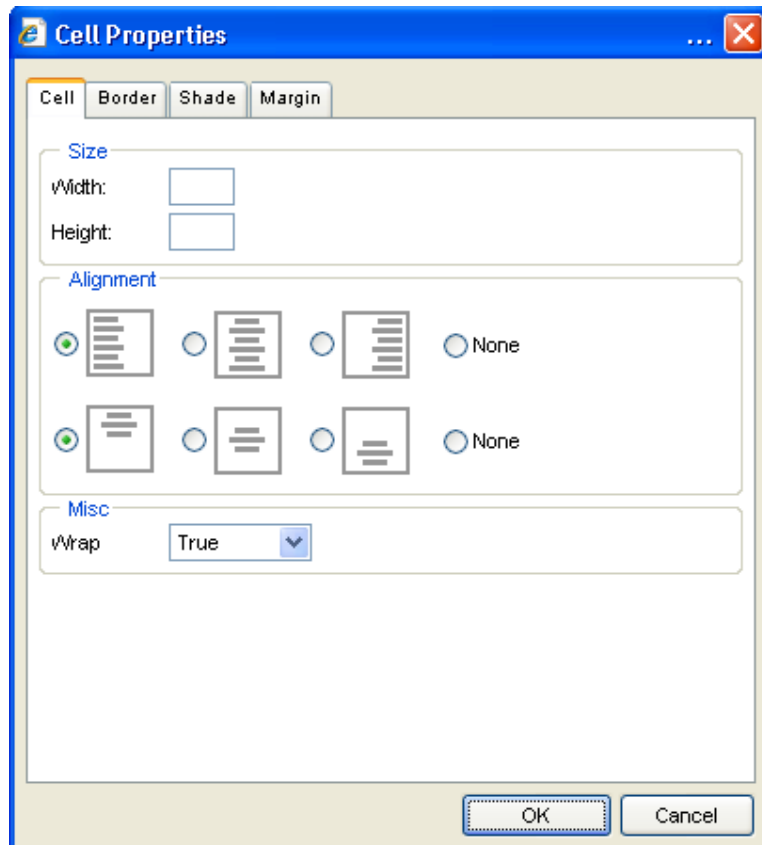 Cell Properties ...
Cell Border Shade Margin
Size
Width:
Height:
Alignment
None
None
Misc
Wrap True
OK Cancel